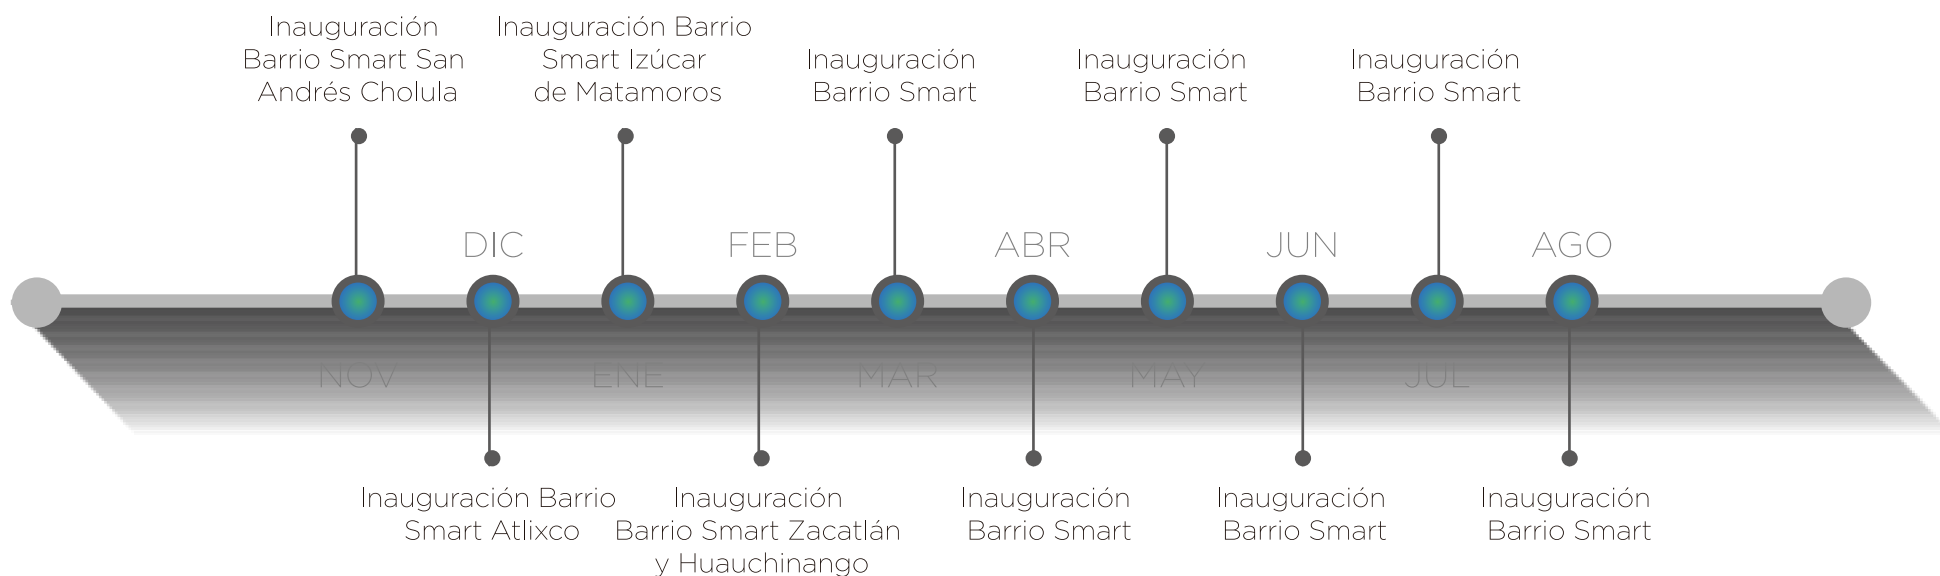 Inauguración
Barrio Smart San
Andrés Cholula
Inauguración Barrio
Smart Izúcar
de Matamoros
Inauguración
Barrio Smart
Inauguración
Barrio Smart
Inauguración
Barrio Smart
DIC
FEB
ABR
JUN
AGO
NOV
ENE
MAR
MAY
JUL
Inauguración Barrio
Smart Atlixco
Inauguración
Barrio Smart Zacatlán
y Huauchinango
Inauguración
Barrio Smart
Inauguración
Barrio Smart
Inauguración
Barrio Smart